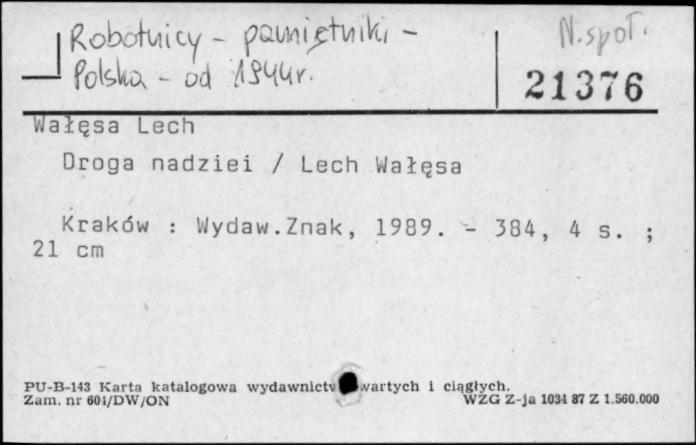 Robotnicy - pamiętniki - N.społ.
Polska - od 1944r. 21376
Wałęsa Lech
Droga nadziei / Lech Wałęsa
Kraków : Wydaw.Znak, 1989. - 384, 4 s. ;
21 cm
PU-B-143 Karta katalogowa wydawnictw wartych i ciągłych.
Zam. nr 601/DW/ON WZG Z-ja 1034 87 Z 1.560.000